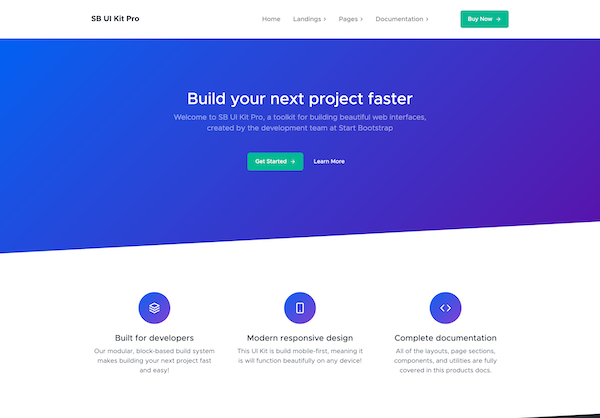 SB UI Kit Pro
Home
Landings
Pages
Documentation
Buy Now
Build your next project faster
Welcome to SB UI Kit Pro, a toolkit for building beautiful web interfaces,
created by the development team at Start Bootstrap
Get Started
Learn More
Built for developers
Our modular, block-based build system
makes building your next project fast
and easy!
Modern responsive design
This UI Kit is build mobile-first, meaning it
is will function beautifully on any device!
Complete documentation
All of the layouts, page sections,
components, and utilities are fully
covered in this products docs.